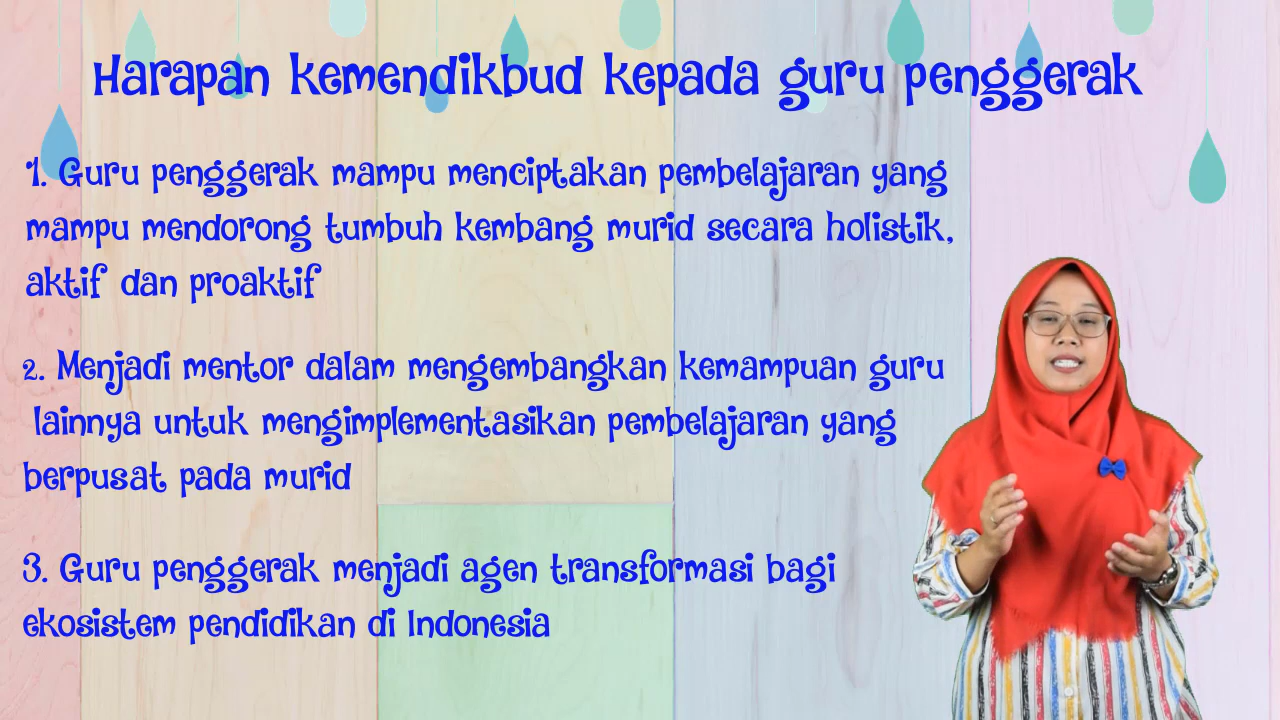 Harapan kemendikbud kepada guru penggerak
1. Guru penggerak mampu menciptakan pembelajaran yang
mampu mendorong tumbuh kembang murid secara holistik,
aktif dan proaktif
2. Menjadi mentor dalam mengembangkan kemampuan guru
lainnya untuk mengimplementasikan pembelajaran yang
berpusat pada murid
3. Guru penggerak menjadi agen transformasi bagi
ekosistem pendidikan di Indonesia